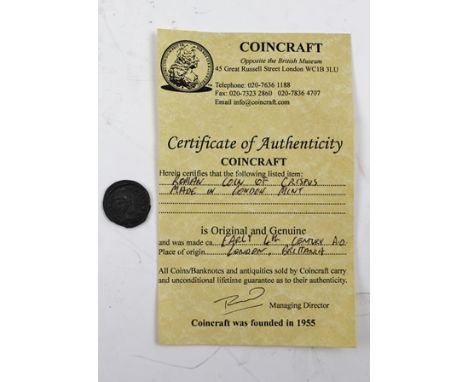 COINCRAFT
Opposite the British Museum
45 Great Russell Street London WC1B 3LU
Telephone: 020-7636 1188
Fax: 020-7323 2860 020-7836 4707
Email info@coincraft.com
Certificate of Authenticity
COINCRAFT
Herein certifies that the following listed item:
ROMAN COIN OF CRISPUS
MADE IN LONDON MINT
is Original and Genuine
and was made ca. EARLY 4th CENTURY A.D.
Place of origin LONDON, BRITTANIA
All Coins/Banknotes and antiquities sold by Coincraft carry
and unconditional lifetime guarantee as to their authenticity.
Managing Director
Coincraft was founded in 1955